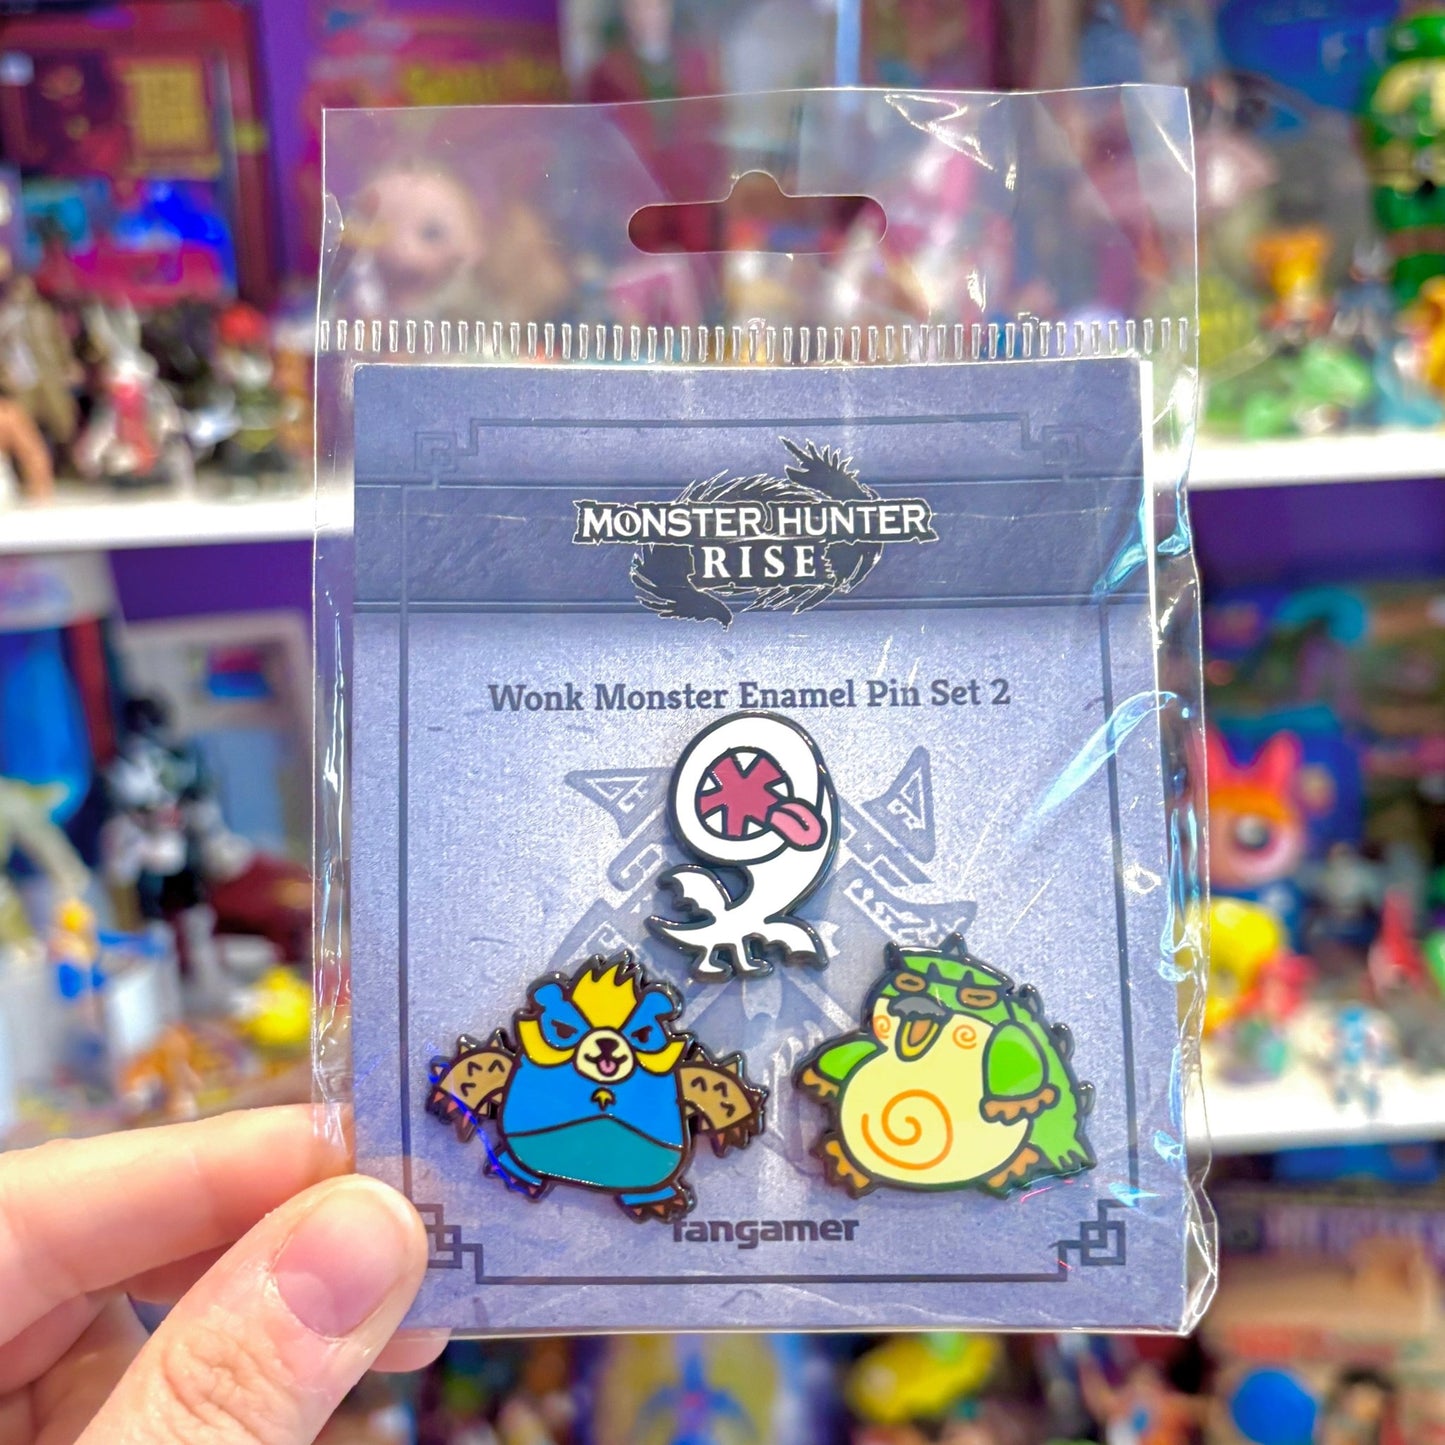 MONSTER HUNTER
RISE
Wonk Monster Enamel Pin Set 2
fangamer